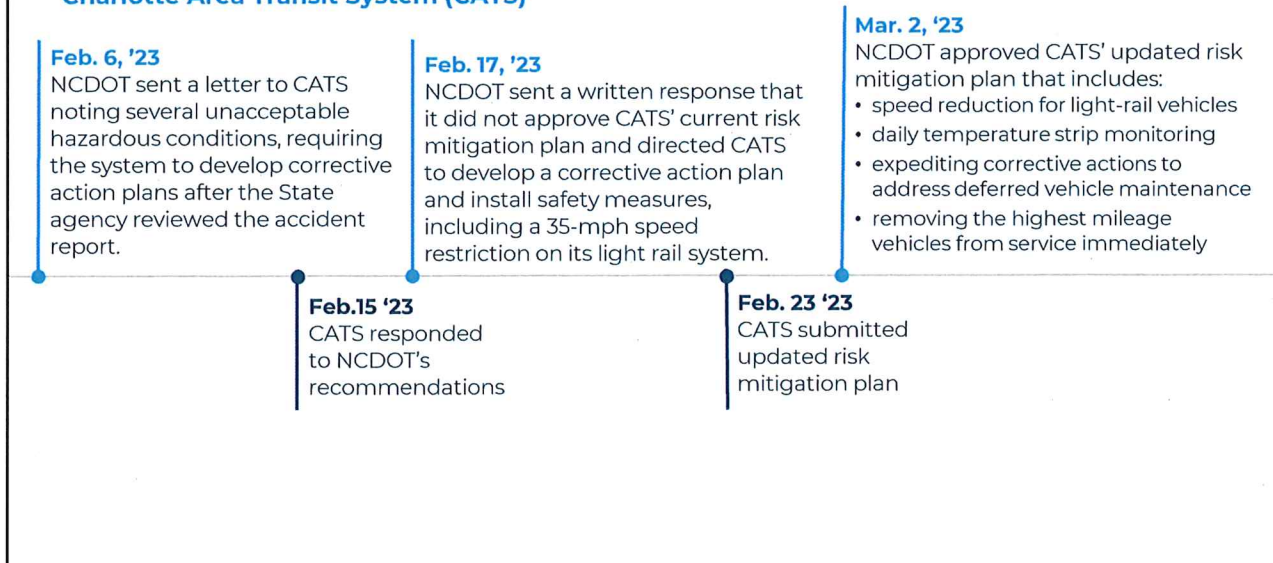 Charlotte Area Transit System (CATS)
Feb. 6, '23
NCDOT sent a letter to CATS
noting several unacceptable
hazardous conditions, requiring
the system to develop corrective
action plans after the State
agency reviewed the accident
report.
Feb.15 ‘23
CATS responded
to NCDOT's
recommendations
Feb. 17, '23
NCDOT sent a written response that
it did not approve CATS' current risk
mitigation plan and directed CATS
to develop a corrective action plan
and install safety measures,
including a 35-mph speed
restriction on its light rail system.
Feb. 23 ‘23
CATS submitted
updated risk
mitigation plan
Mar. 2, ‘23
NCDOT approved CATS' updated risk
mitigation plan that includes:
• speed reduction for light-rail vehicles
• daily temperature strip monitoring
• expediting corrective actions to
address deferred vehicle maintenance
• removing the highest mileage
vehicles from service immediately